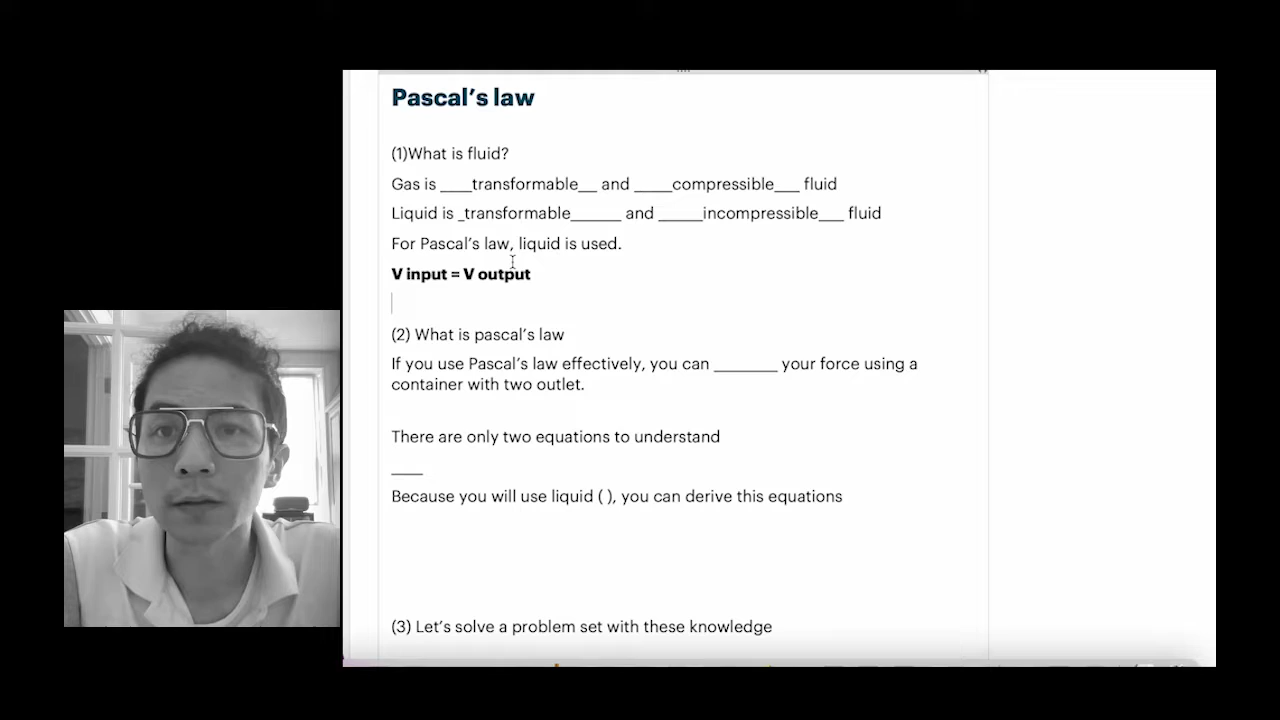 Pascal's law
(1)What is fluid?
Gas is ____transformable__ and _____compressible___ fluid
Liquid is _transformable______ and ______incompressible___ fluid
For Pascal's law, liquid is used.
V input = V output
(2) What is pascal's law
If you use Pascal's law effectively, you can ________ your force using a
container with two outlet.
There are only two equations to understand
____
Because you will use liquid ( ), you can derive this equations
(3) Let's solve a problem set with these knowledge